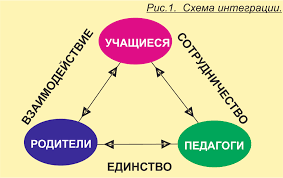 Рис.1. Схема интеграции.
УЧАЩИЕСЯ
ВЗАИМОДЕЙСТВИЕ
СОТРУДНИЧЕСТВО
РОДИТЕЛИ
ПЕДАГОГИ
ЕДИНСТВО